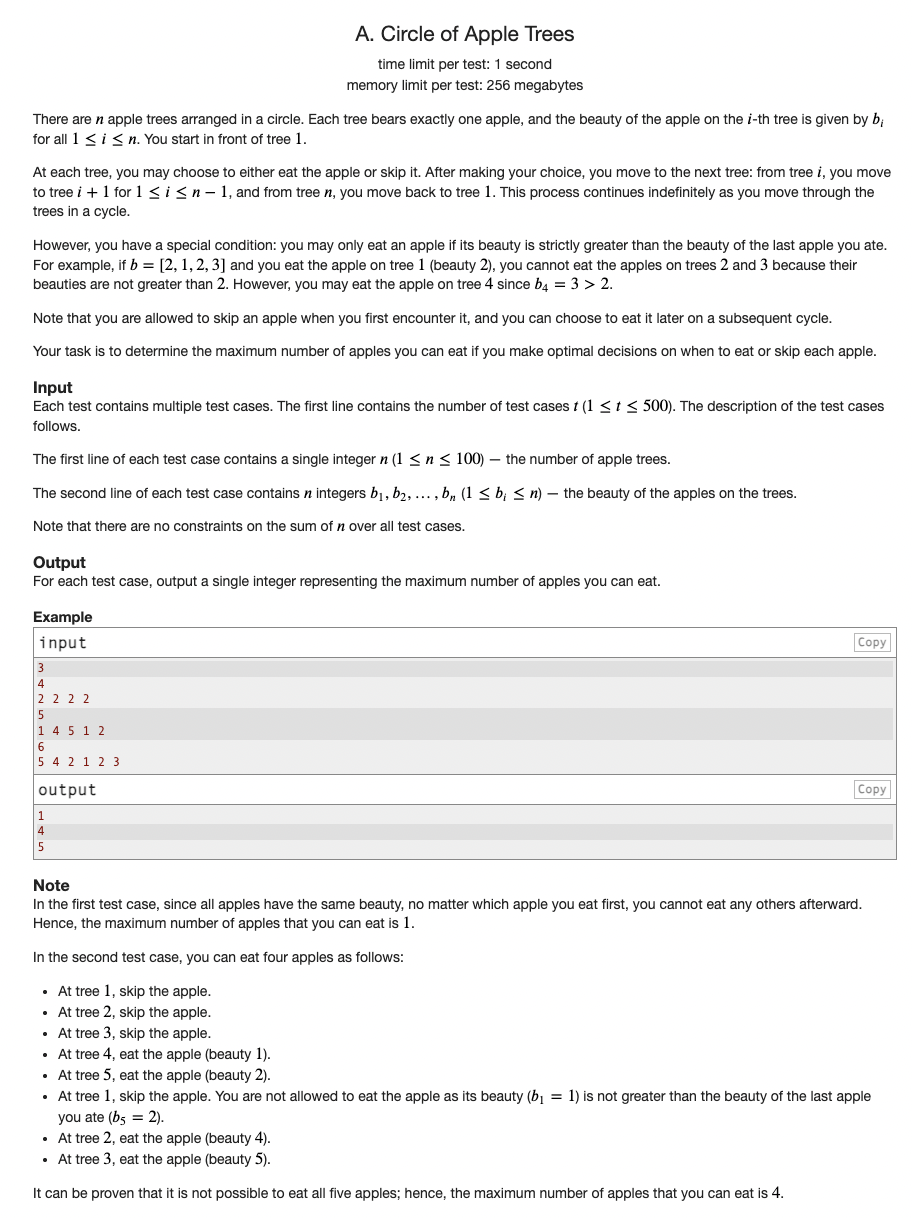 A. Circle of Apple Trees
time limit per test: 1 second
memory limit per test: 256 megabytes
There are n apple trees arranged in a circle. Each tree bears exactly one apple, and the beauty of the apple on the i-th tree is given by b_i
for all 1 ≤ i ≤ n. You start in front of tree 1.
At each tree, you may choose to either eat the apple or skip it. After making your choice, you move to the next tree: from tree i, you move
to tree i + 1 for 1 ≤ i ≤ n − 1, and from tree n, you move back to tree 1. This process continues indefinitely as you move through the
trees in a cycle.
However, you have a special condition: you may only eat an apple if its beauty is strictly greater than the beauty of the last apple you ate.
For example, if b = [2, 1, 2, 3] and you eat the apple on tree 1 (beauty 2), you cannot eat the apples on trees 2 and 3 because their
beauties are not greater than 2. However, you may eat the apple on tree 4 since b_4 = 3 > 2.
Note that you are allowed to skip an apple when you first encounter it, and you can choose to eat it later on a subsequent cycle.
Your task is to determine the maximum number of apples you can eat if you make optimal decisions on when to eat or skip each apple.
Input
Each test contains multiple test cases. The first line contains the number of test cases t (1 ≤ t ≤ 500). The description of the test cases
follows.
The first line of each test case contains a single integer n (1 ≤ n ≤ 100) — the number of apple trees.
The second line of each test case contains n integers b_1, b_2, … , b_n (1 ≤ b_i ≤ n) — the beauty of the apples on the trees.
Note that there are no constraints on the sum of n over all test cases.
Output
For each test case, output a single integer representing the maximum number of apples you can eat.
Example
input Copy
3
4
2 2 2 2
5
1 4 5 1 2
6
5 4 2 1 2 3
output Copy
1
4
5
Note
In the first test case, since all apples have the same beauty, no matter which apple you eat first, you cannot eat any others afterward.
Hence, the maximum number of apples that you can eat is 1.
In the second test case, you can eat four apples as follows:
• At tree 1, skip the apple.
• At tree 2, skip the apple.
• At tree 3, skip the apple.
• At tree 4, eat the apple (beauty 1).
• At tree 5, eat the apple (beauty 2).
• At tree 1, skip the apple. You are not allowed to eat the apple as its beauty (b_1 = 1) is not greater than the beauty of the last apple
you ate (b_5 = 2).
• At tree 2, eat the apple (beauty 4).
• At tree 3, eat the apple (beauty 5).
It can be proven that it is not possible to eat all five apples; hence, the maximum number of apples that you can eat is 4.